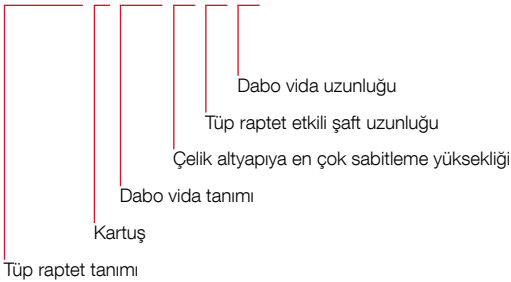 Dabo vida uzunluğu
Tüp raptet etkili şaft uzunluğu
Çelik altyapıya en çok sabitleme yüksekliği
Dabo vida tanımı
Kartuş
Tüp raptet tanımı